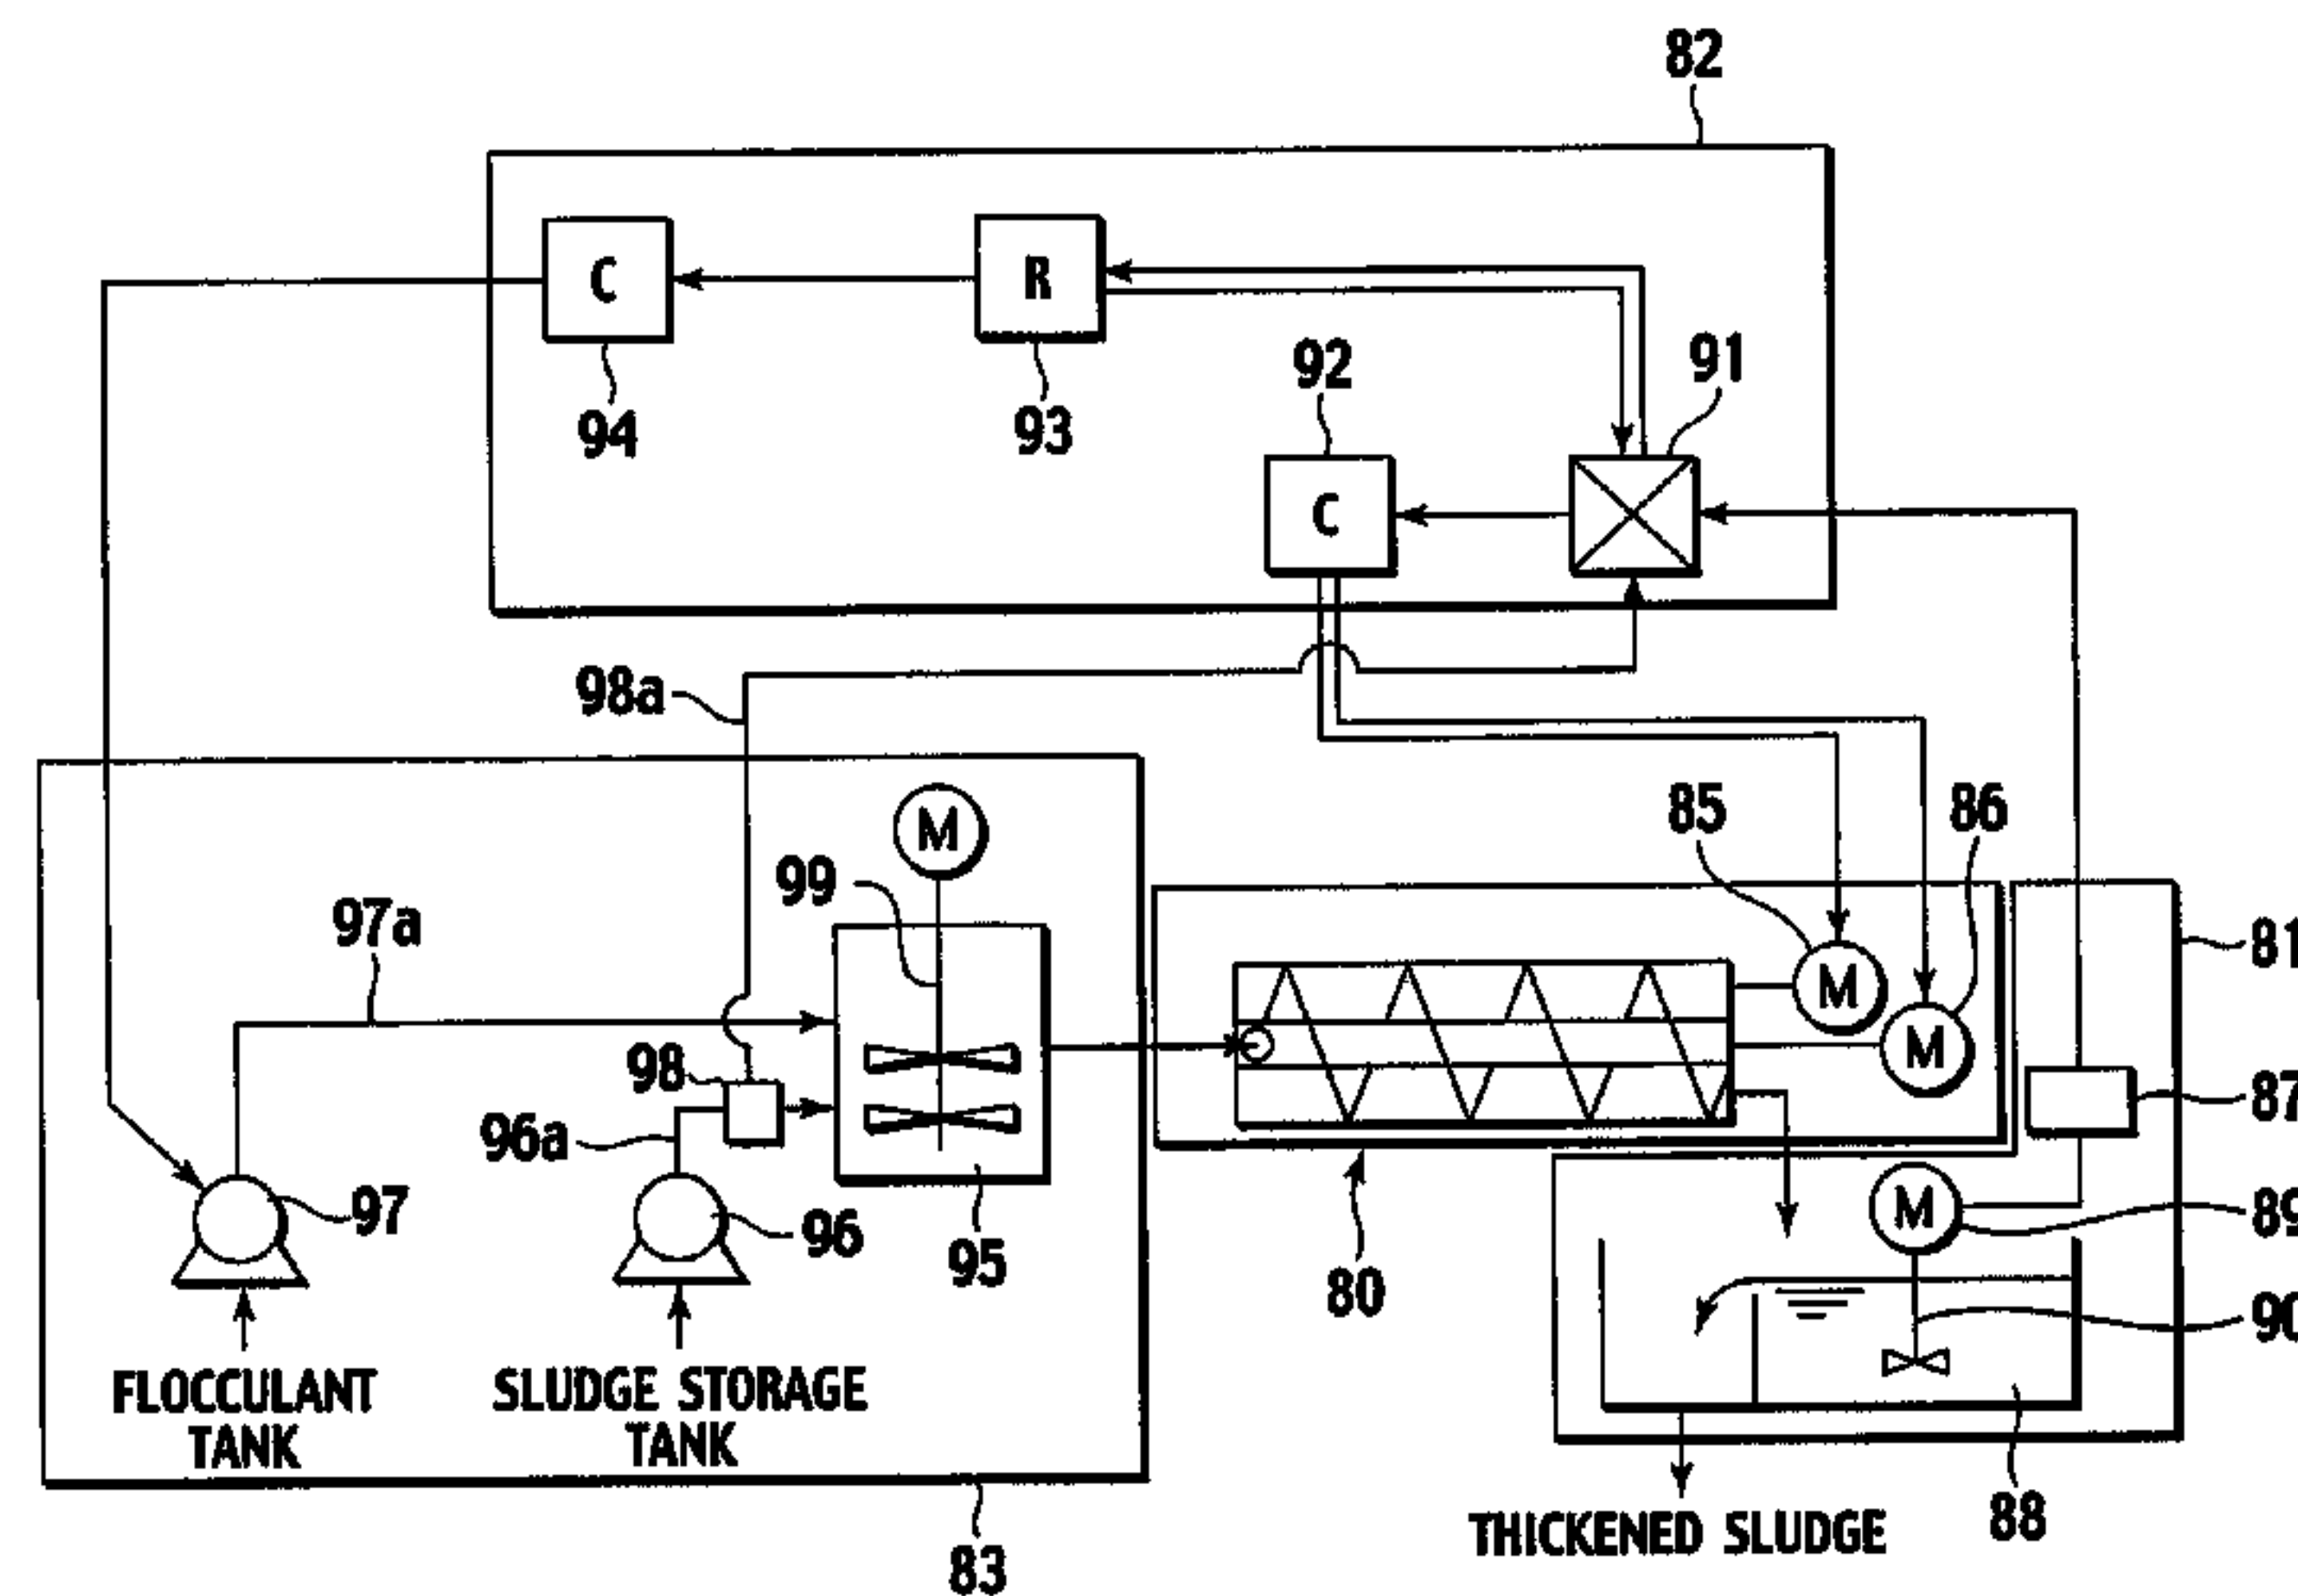 82
C
R
94
93
92
91
C
98a
M
99
97a
85
86
M
M
81
98
96a
87
97
96
95
80
M
89
90
FLOCCULANT
TANK
SLUDGE STORAGE
TANK
THICKENED SLUDGE
88
83